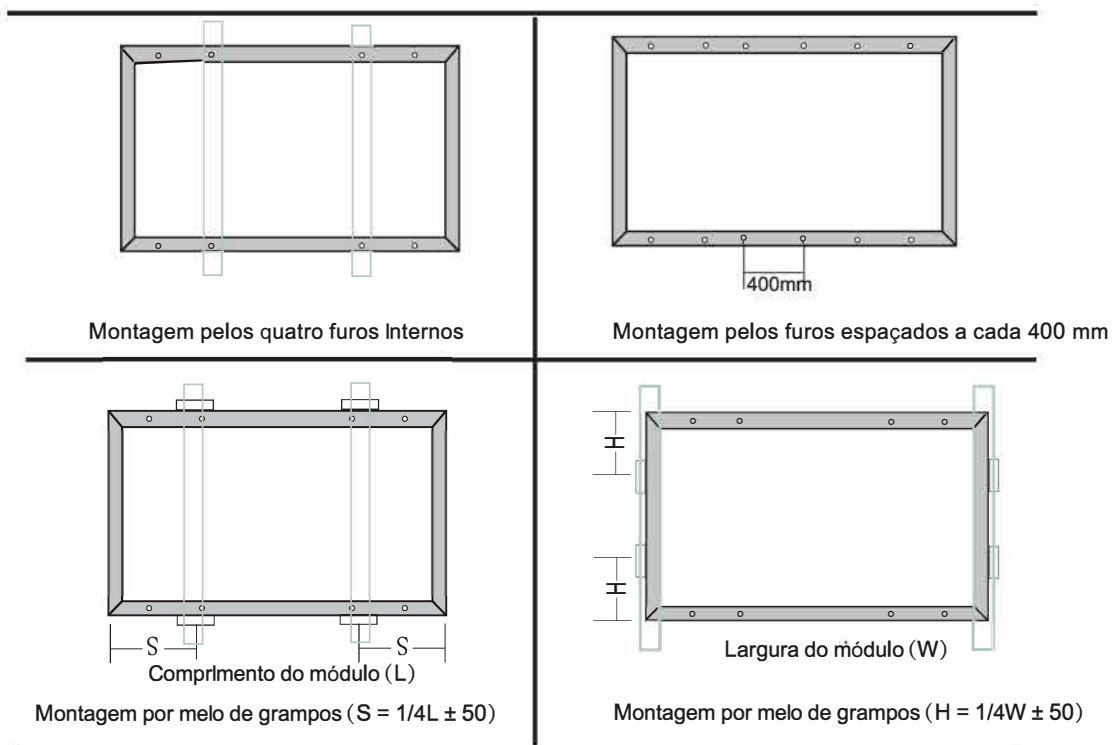 400mm
Montagem pelos quatro furos Internos
Montagem pelos furos espaçados a cada 400 mm
S
S
Comprlmento do módulo (L)
Montagem por melo de grampos (S = 1/4L ± 50)
H
H
Largura do módulo (W)
Montagem por melo de grampos (H = 1/4W ± 50)